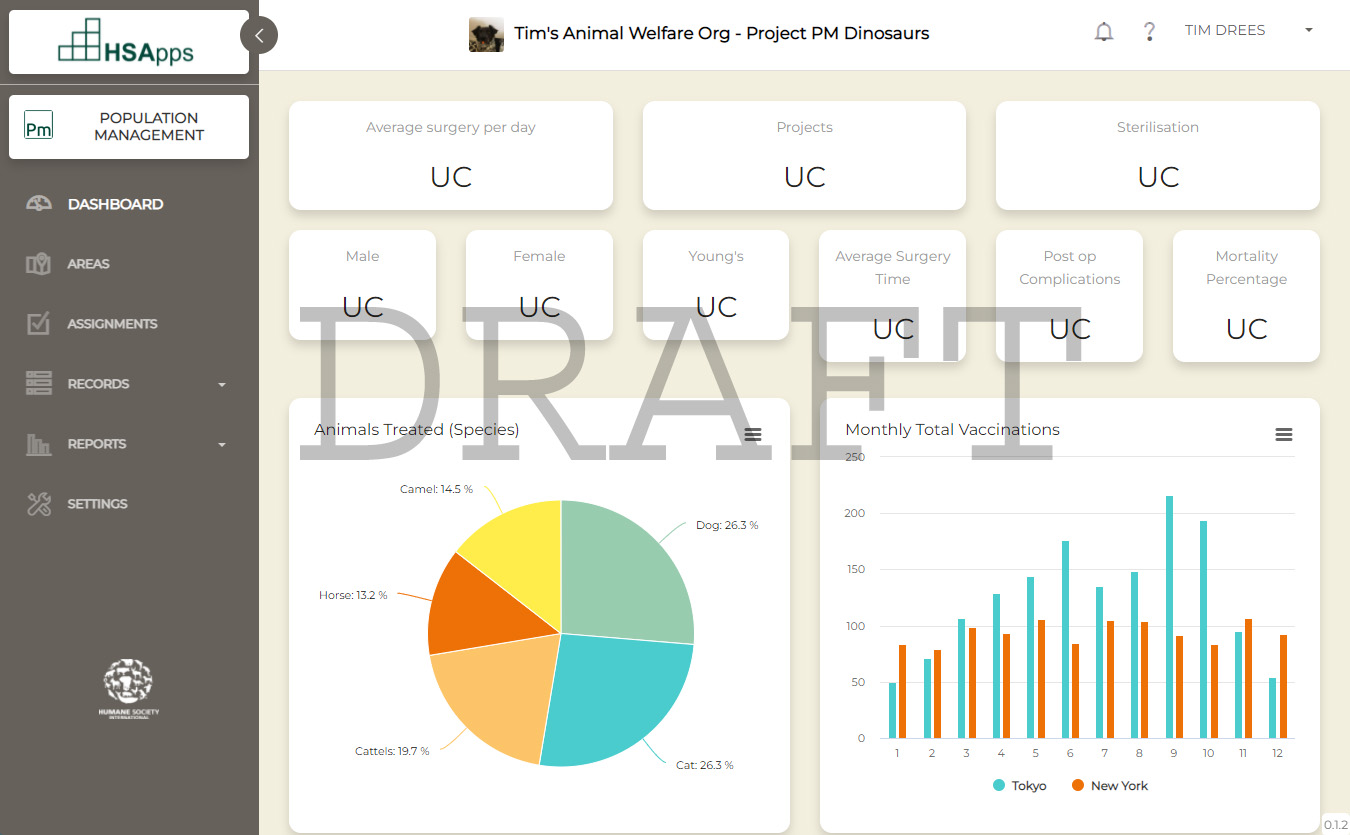 HSApps
Tim's Animal Welfare Org - Project PM Dinosaurs
?
TIM DREES
Pm
POPULATION
MANAGEMENT
DASHBOARD
AREAS
ASSIGNMENTS
RECORDS
REPORTS
SETTINGS
HUMANE SOCIETY
INTERNATIONAL
Average surgery per day
UC
Projects
UC
Sterilisation
UC
Male
UC
Female
UC
Young's
UC
Average Surgery
Time
UC
Post op
Complications
UC
Mortality
Percentage
UC
DRAFT
Animals Treated (Species)
Camel: 14.5 %
Dog: 26.3 %
Horse: 13.2 %
Cattels: 19.7 %
Cat: 26.3 %
Monthly Total Vaccinations
250
200
150
100
50
0
1 2 3 4 5 6 7 8 9 10 11 12
Tokyo New York
0.1.2